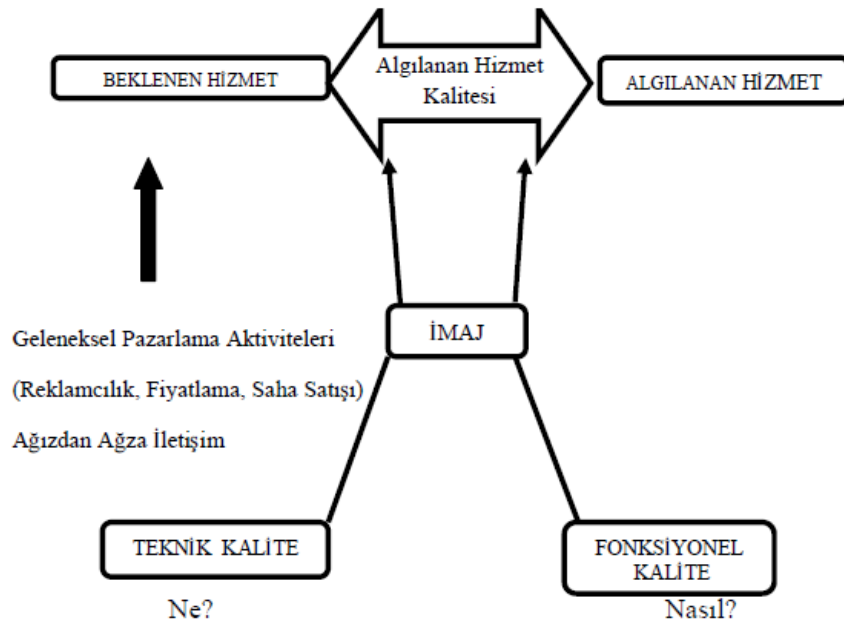 BEKLENEN HİZMET
Algılanan Hizmet
Kalitesi
ALGILANAN HİZMET
Geleneksel Pazarlama Aktiviteleri
(Reklamcılık, Fiyatlama, Saha Satışı)
Ağızdan Ağza İletişim
İMAJ
TEKNİK KALİTE
FONKSİYONEL
KALİTE
Ne?
Nasıl?